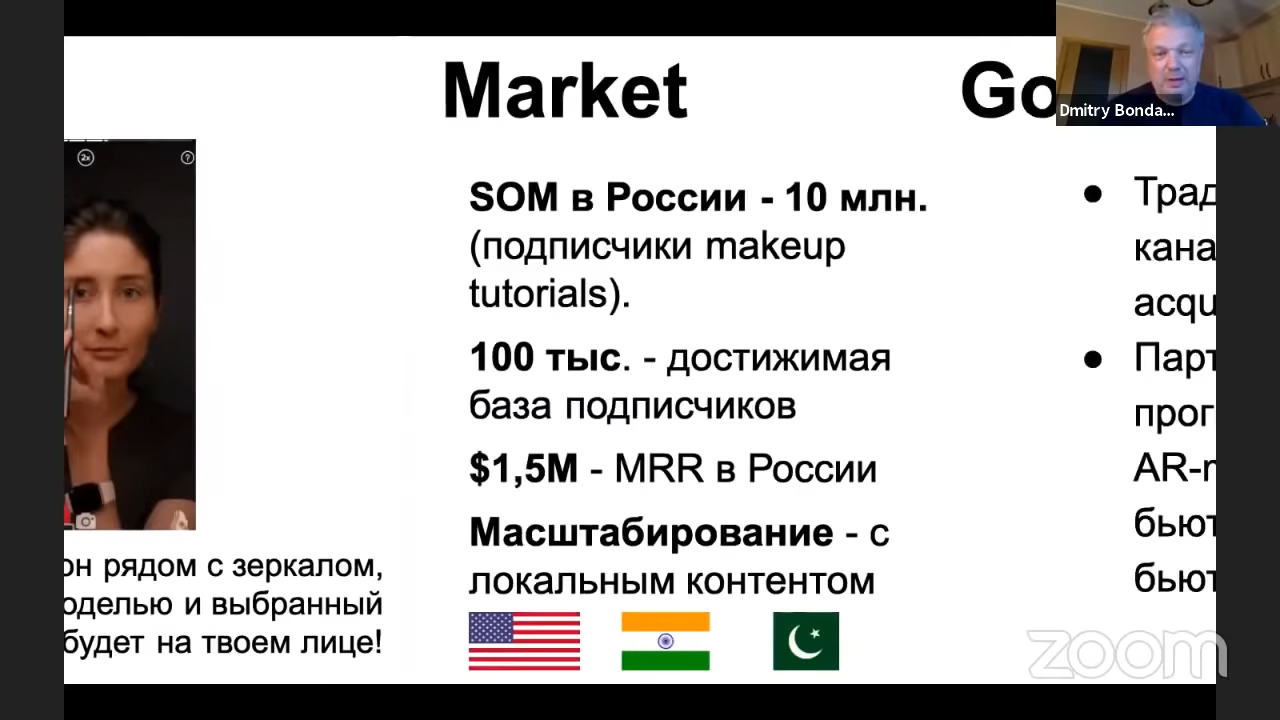 Market
Go
Dmitry Bonda...
2x
?
SOM в России - 10 млн.
(подписчики makeup
tutorials).
100 тыс. - достижимая
база подписчиков
$1,5M - MRR в России
Масштабирование - с
локальным контентом
Трад
кана
acqu
Парт
прог
AR-
бьют
бьют
он рядом с зеркалом,
оделью и выбранный
будет на твоем лице!
zoom